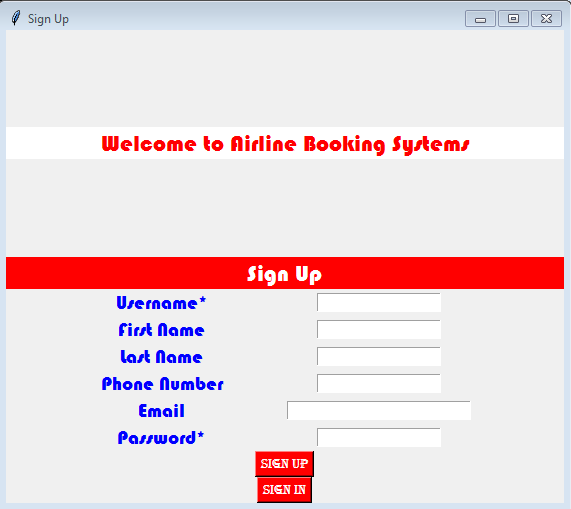 Sign Up
Welcome to Airline Booking Systems
Sign Up
Username*
First Name
Last Name
Phone Number
Email
Password*
SIGN UP
SIGN IN